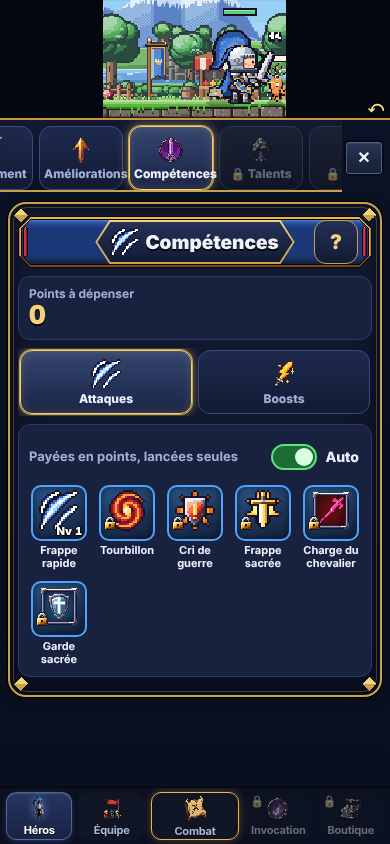 ment
Améliorations
Compétences
Talents
Compétences
?
Points à dépenser
0
Attaques
Boosts
Payées en points, lancées seules
Auto
Nv 1
Frappe rapide
Tourbillon
Cri de guerre
Frappe sacrée
Charge du chevalier
Garde sacrée
Héros
Équipe
Combat
Invocation
Boutique